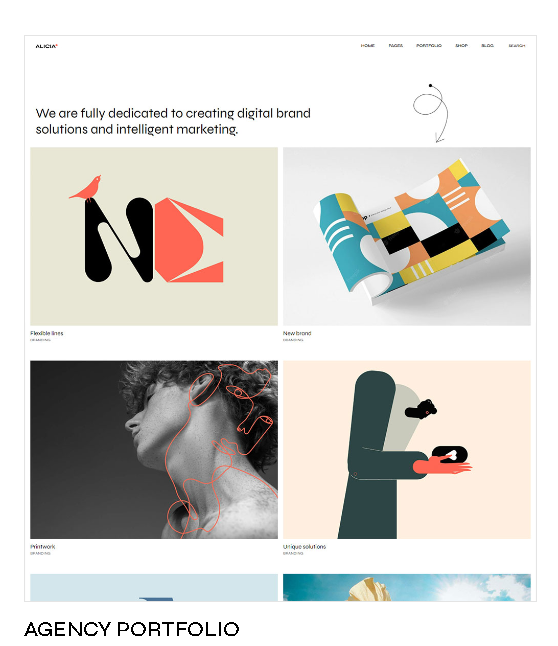 ALICIA
HOME PAGES PORTFOLIO SHOP BLOG SEARCH
We are fully dedicated to creating digital brand
solutions and intelligent marketing.
Flexible lines
BRANDING
New brand
BRANDING
Printwork
BRANDING
Unique solutions
BRANDING
AGENCY PORTFOLIO